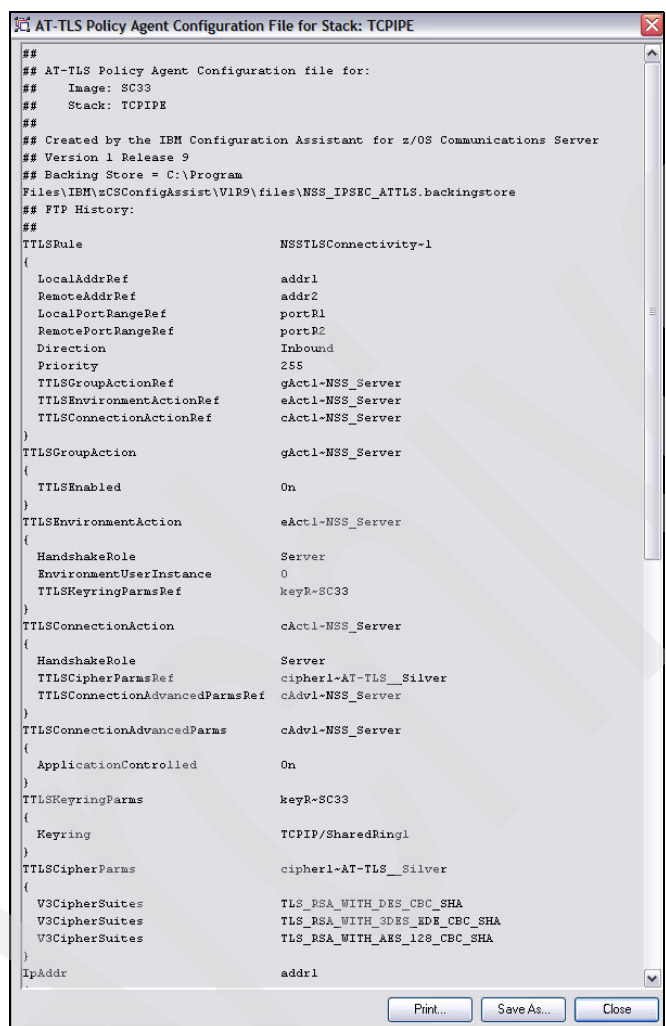 AT-TLS Policy Agent Configuration File for Stack: TCPIPE
##
## AT-TLS Policy Agent Configuration file for:
##    Image: SC33
##    Stack: TCPIPE
##
## Created by the IBM Configuration Assistant for z/OS Communications Server
## Version 1 Release 9
## Backing Store = C:\Program
Files\IBM\zCSConfigAssist\V1R9\files\NSS_IPSEC_ATTLS.backingstore
## FTP History:
##
TTLSRule                          NSSTLSConnectivity~1
{
  LocalAddrRef                    addr1
  RemoteAddrRef                   addr2
  LocalPortRangeRef               portR1
  RemotePortRangeRef              portR2
  Direction                       Inbound
  Priority                        255
  TTLSGroupActionRef              gAct1~NSS_Server
  TTLSEnvironmentActionRef        eAct1~NSS_Server
  TTLSConnectionActionRef         cAct1~NSS_Server
}
TTLSGroupAction                   gAct1~NSS_Server
{
  TTLSEnabled                     On
}
TTLSEnvironmentAction             eAct1~NSS_Server
{
  HandshakeRole                   Server
  EnvironmentUserInstance         0
  TTLSKeyringParmsRef             keyR~SC33
}
TTLSConnectionAction              cAct1~NSS_Server
{
  HandshakeRole                   Server
  TTLSCipherParmsRef              cipher1~AT-TLS__Silver
  TTLSConnectionAdvancedParmsRef  cAdv1~NSS_Server
}
TTLSConnectionAdvancedParms       cAdv1~NSS_Server
{
  ApplicationControlled           On
}
TTLSKeyringParms                  keyR~SC33
{
  Keyring                         TCPIP/SharedRing1
}
TTLSCipherParms                   cipher1~AT-TLS__Silver
{
  V3CipherSuites                  TLS_RSA_WITH_DES_CBC_SHA
  V3CipherSuites                  TLS_RSA_WITH_3DES_EDE_CBC_SHA
  V3CipherSuites                  TLS_RSA_WITH_AES_128_CBC_SHA
}
IpAddr                            addr1
Print... Save As... Close